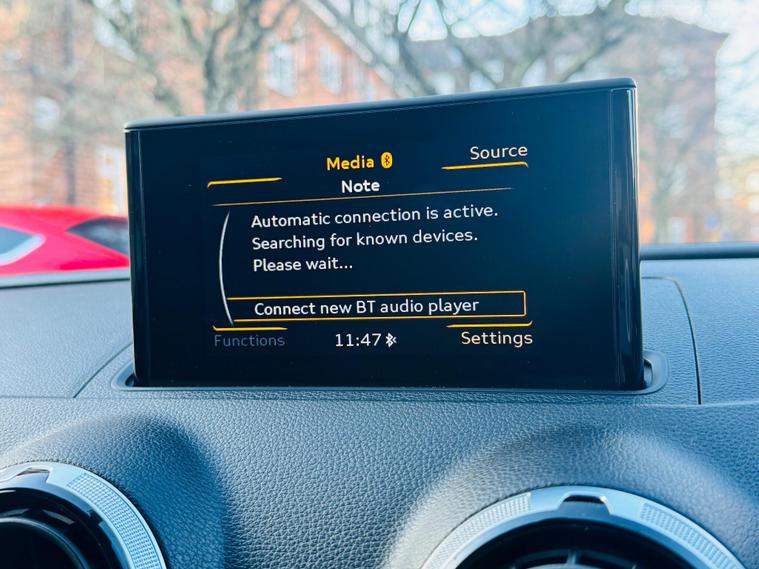 Media
Source
Note
Automatic connection is active.
Searching for known devices.
Please wait...
Connect new BT audio player
Functions
11:47
Settings